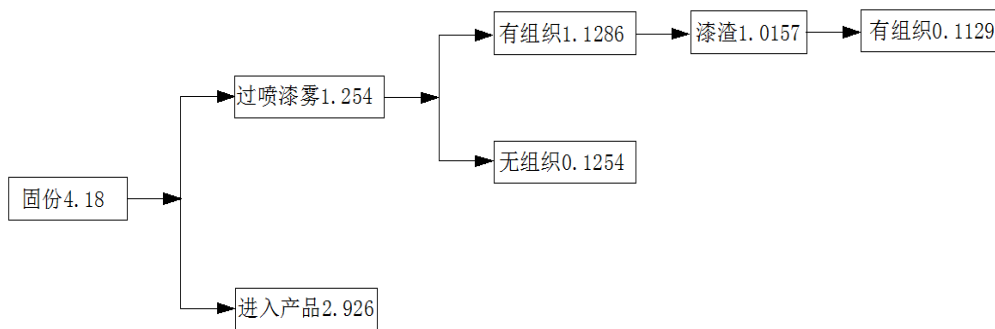 有组织1.1286
漆渣1.0157
有组织0.1129
过喷漆雾1.254
无组织0.1254
固份4.18
进入产品2.926